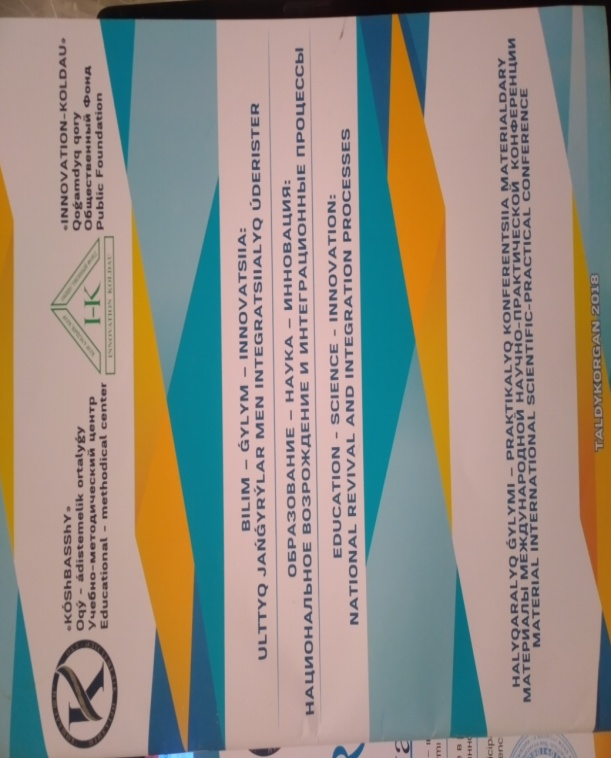 «KÓShBASShY»
Oqý – ádistemelik ortalyǵy
Учебно-методический центр
Educational – methodical center
I-K
INNOVATION KOLDAU
«INNOVATION-KOLDAU»
Qoǵamdyq qory
Общественный Фонд
Public Foundation
BILIM – ǴYLYM – INNOVATSIIA:
ULTTYQ JAŃǴYRÝLAR MEN INTEGRATSIIALYQ ÚDERISTER
ОБРАЗОВАНИЕ – НАУКА – ИННОВАЦИЯ:
НАЦИОНАЛЬНОЕ ВОЗРОЖДЕНИЕ И ИНТЕГРАЦИОННЫЕ ПРОЦЕССЫ
EDUCATION - SCIENCE - INNOVATION:
NATIONAL REVIVAL AND INTEGRATION PROCESSES
HALYQARALYQ ǴYLYMI – PRAKTIKALYQ KONFERENTSIIA MATERIALDARY
МАТЕРИАЛЫ МЕЖДУНАРОДНОЙ НАУЧНО-ПРАКТИЧЕСКОЙ КОНФЕРЕНЦИИ
MATERIAL INTERNATIONAL SCIENTIFIC-PRACTICAL CONFERENCE
TALDYKORGAN 2018